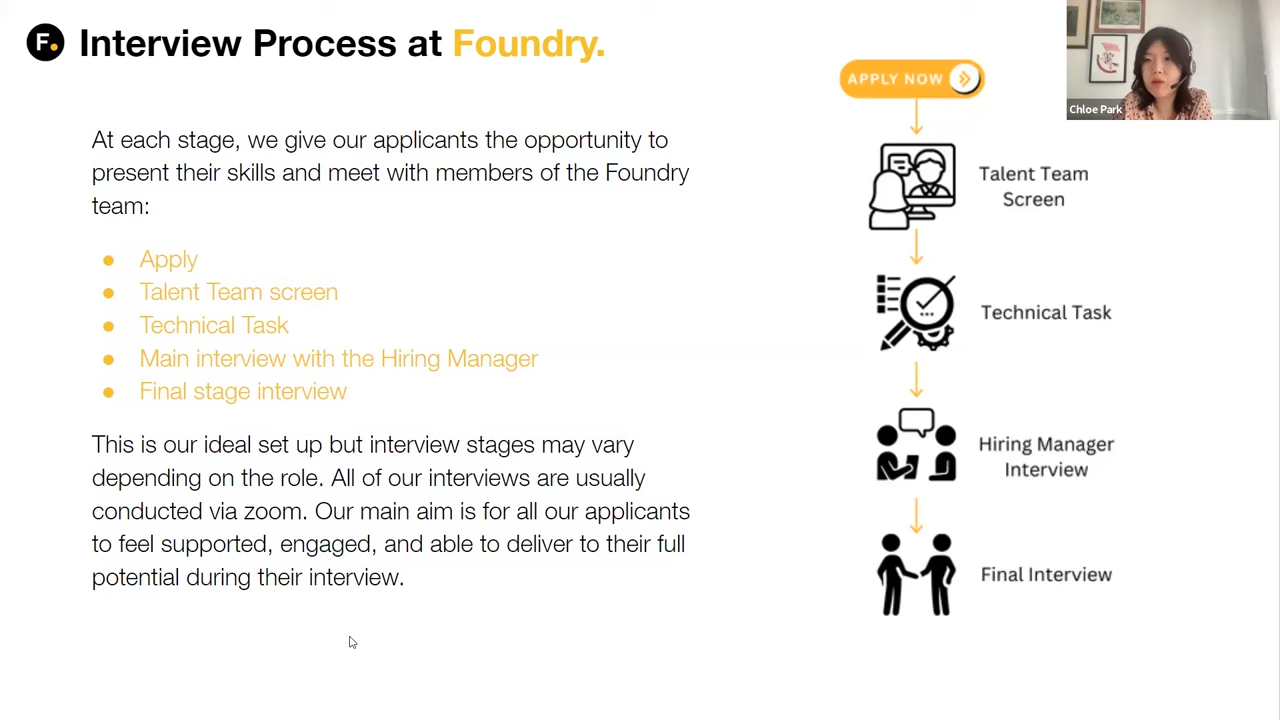 F.
Interview Process at Foundry.
At each stage, we give our applicants the opportunity to
present their skills and meet with members of the Foundry
team:
● Apply
● Talent Team screen
● Technical Task
● Main interview with the Hiring Manager
● Final stage interview
This is our ideal set up but interview stages may vary
depending on the role. All of our interviews are usually
conducted via zoom. Our main aim is for all our applicants
to feel supported, engaged, and able to deliver to their full
potential during their interview.
APPLY NOW
Talent Team
Screen
Technical Task
Hiring Manager
Interview
Final Interview
Chloe Park